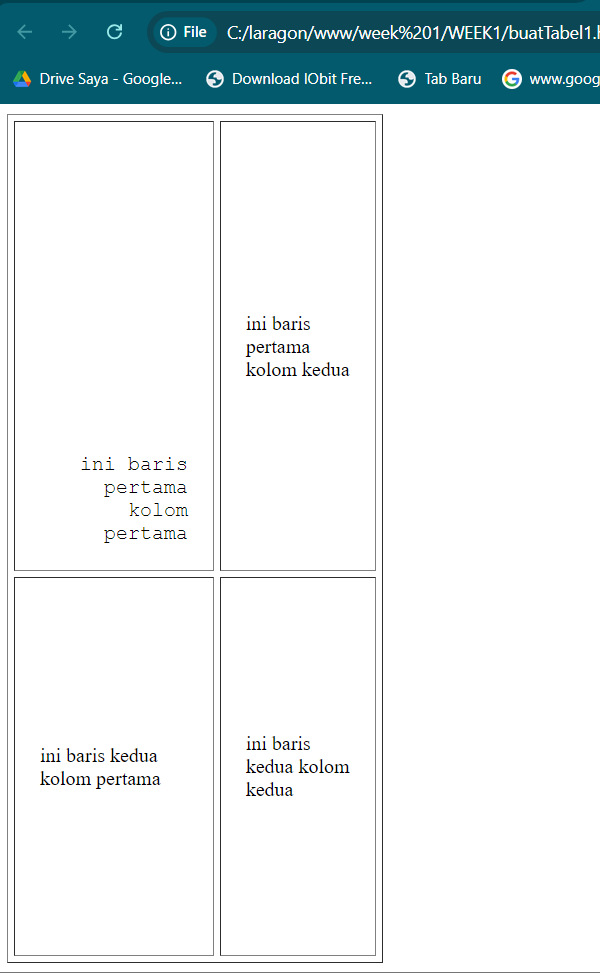 File C:/laragon/www/week%201/WEEK1/buatTabel1.
Drive Saya - Google... Download IObit Fre... Tab Baru www.goog
ini baris
pertama
kolom
pertama
ini baris
pertama
kolom kedua
ini baris kedua
kolom pertama
ini baris
kedua kolom
kedua